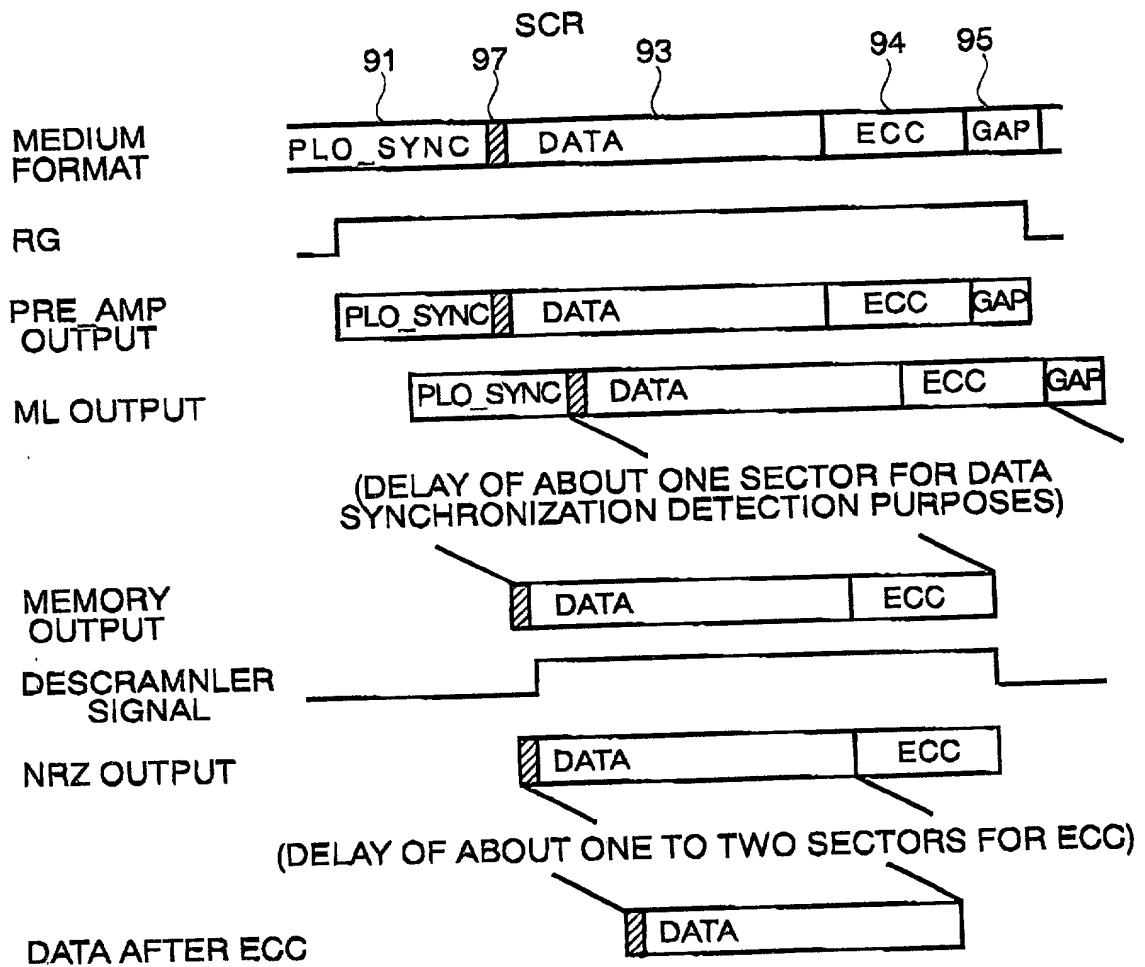 SCR
91 97 93 94 95
MEDIUM
FORMAT
PLO_SYNC DATA ECC GAP
RG
PRE_AMP
OUTPUT
PLO_SYNC DATA ECC GAP
ML OUTPUT
PLO_SYNC DATA ECC GAP
(DELAY OF ABOUT ONE SECTOR FOR DATA
SYNCHRONIZATION DETECTION PURPOSES)
MEMORY
OUTPUT
DATA ECC
DESCRAMNLER
SIGNAL
NRZ OUTPUT
DATA ECC
(DELAY OF ABOUT ONE TO TWO SECTORS FOR ECC)
DATA AFTER ECC
DATA